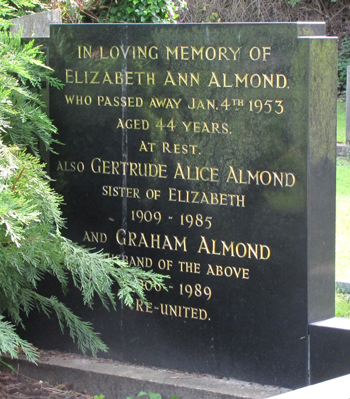 IN LOVING MEMORY OF
ELIZABETH ANN ALMOND.
WHO PASSED AWAY JAN. 4TH 1953
AGED 44 YEARS.
AT REST.
ALSO GERTRUDE ALICE ALMOND
SISTER OF ELIZABETH
1909 - 1985
AND GRAHAM ALMOND
HUSBAND OF THE ABOVE
- 1989
RE-UNITED.